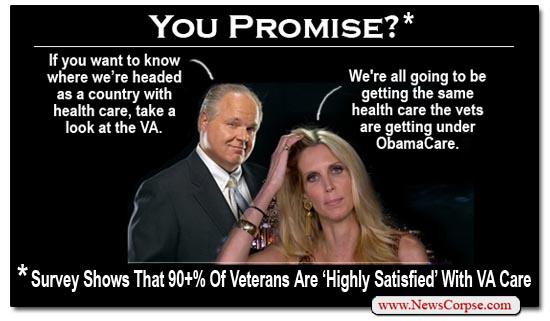 YOU PROMISE?*
If you want to know
where we're headed
as a country with
health care, take a
look at the VA.
We're all going to be
getting the same
health care the vets
are getting under
ObamaCare.
* Survey Shows That 90+% Of Veterans Are 'Highly Satisfied' With VA Care
www.NewsCorpse.com